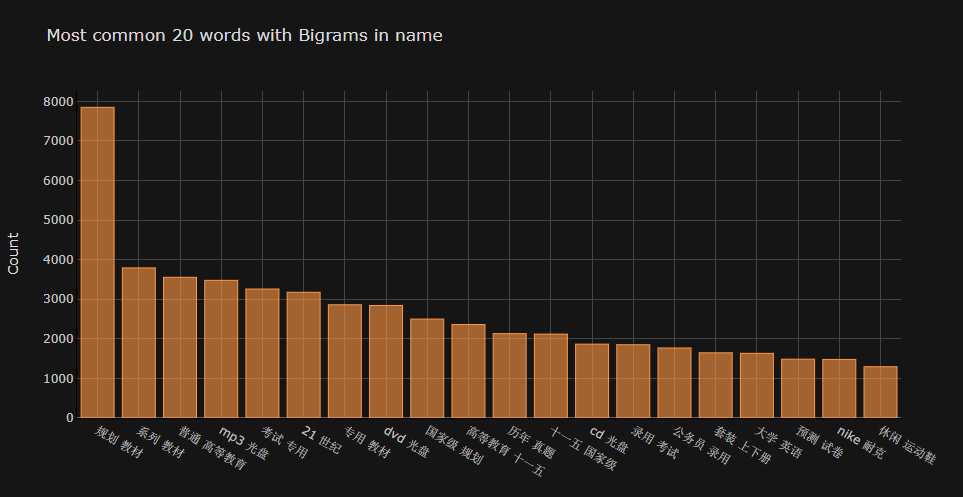 Most common 20 words with Bigrams in name
Count
8000
7000
6000
5000
4000
3000
2000
1000
0
规划 教材
系列 教材
普通 高等教育
mp3 光盘
考试 专用
21 世纪
专用 教材
dvd 光盘
国家级 规划
高等教育 十一五
历年 真题
十一五 国家级
cd 光盘
录用 考试
公务员 录用
套装 上下册
大学 英语
预测 试卷
nike 耐克
休闲 运动鞋